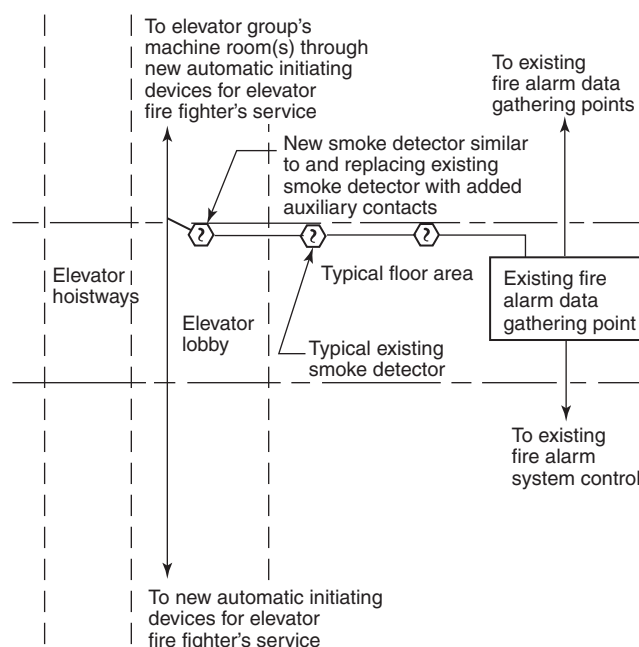 To elevator group's
machine room(s) through
new automatic initiating
devices for elevator
fire fighter's service
To existing
fire alarm data
gathering points
New smoke detector similar
to and replacing existing
smoke detector with added
auxiliary contacts
Elevator
hoistways
Typical floor area
Existing fire
alarm data
gathering point
Elevator
lobby
Typical existing
smoke detector
To existing
fire alarm
system control
To new automatic initiating
devices for elevator
fire fighter's service